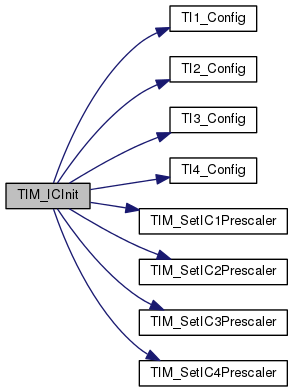 TI1_Config
TI2_Config
TI3_Config
TI4_Config
TIM_ICInit
TIM_SetIC1Prescaler
TIM_SetIC2Prescaler
TIM_SetIC3Prescaler
TIM_SetIC4Prescaler